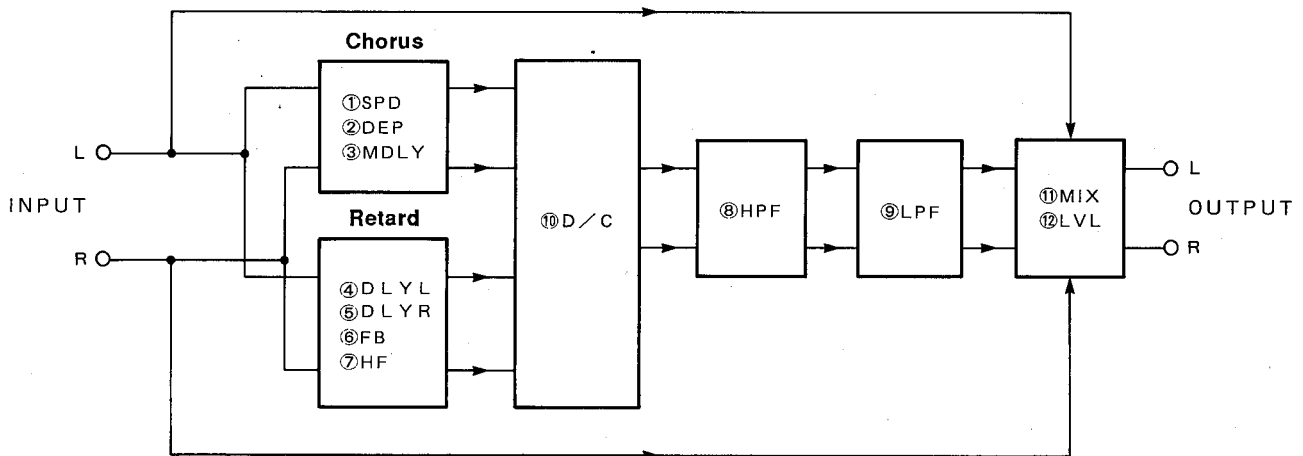 Chorus
①SPD
②DEP
③MDLY
L
INPUT
R
Retard
④DLYL
⑤DLYR
⑥FB
⑦HF
⑩D/C
⑧HPF
⑨LPF
⑪MIX
⑫LVL
L
OUTPUT
R